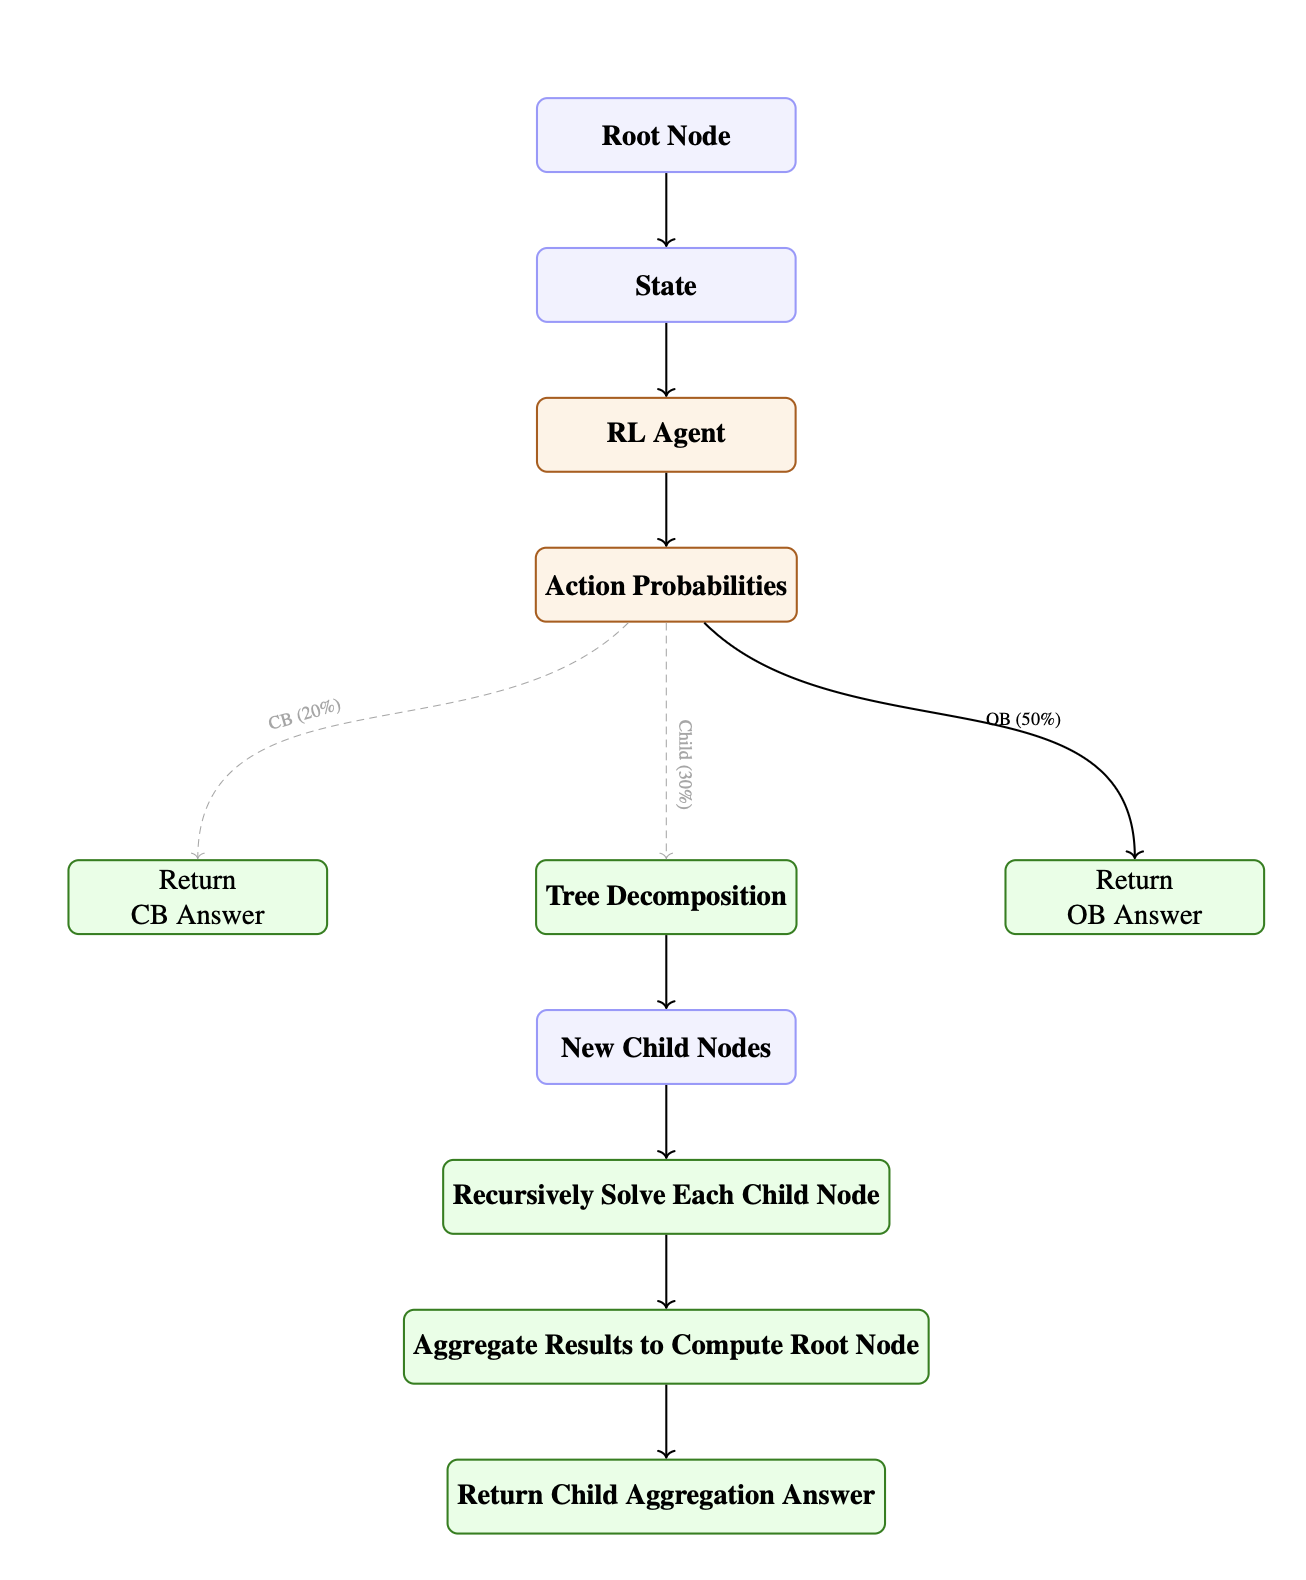 Root Node
State
RL Agent
Action Probabilities
CB (20%)
Child (30%)
OB (50%)
Return
CB Answer
Tree Decomposition
Return
OB Answer
New Child Nodes
Recursively Solve Each Child Node
Aggregate Results to Compute Root Node
Return Child Aggregation Answer